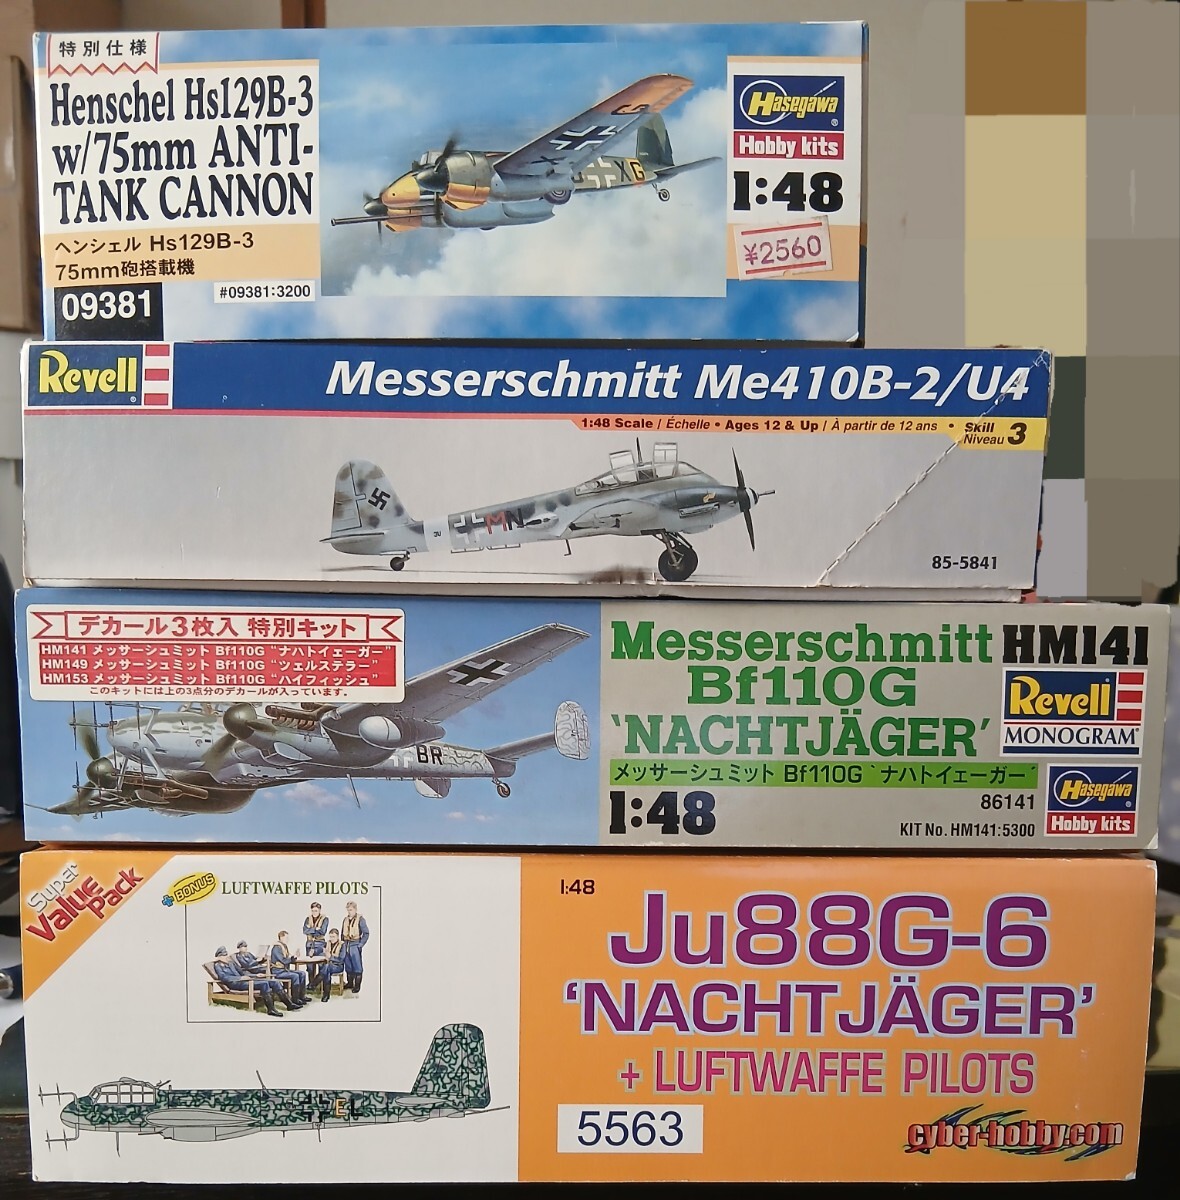 特別仕様
Henschel Hs129B-3
w/75mm ANTI-
TANK CANNON
ヘンシェル Hs129B-3
75mm砲搭載機
09381
#09381:3200
XG
Hasegawa
Hobby kits
1:48
¥2560
Revell
Messerschmitt Me410B-2/U4
1:48 Scale / Échelle • Ages 12 & Up / À partir de 12 ans • Skill
Niveau 3
MN
85-5841
デカール3枚入 特別キット
HM141 メッサーシュミット Bf110G "ナハトイェーガー"
HM149 メッサーシュミット Bf110G "ツェルステラー"
HM153 メッサーシュミット Bf110G "ハイフィッシュ"
このキットには上の3点分のデカールが入っています。
BR
Messerschmitt
Bf110G
'NACHTJÄGER'
メッサーシュミット Bf110G `ナハトイェーガー´
1:48
HM141
Revell
MONOGRAM
86141
KIT No. HM141:5300
Hasegawa
Hobby kits
Super
Value
Pack
+BONUS LUFTWAFFE PILOTS
EL
1:48
Ju88G-6
'NACHTJÄGER'
+ LUFTWAFFE PILOTS
5563
cyber-hobby.com